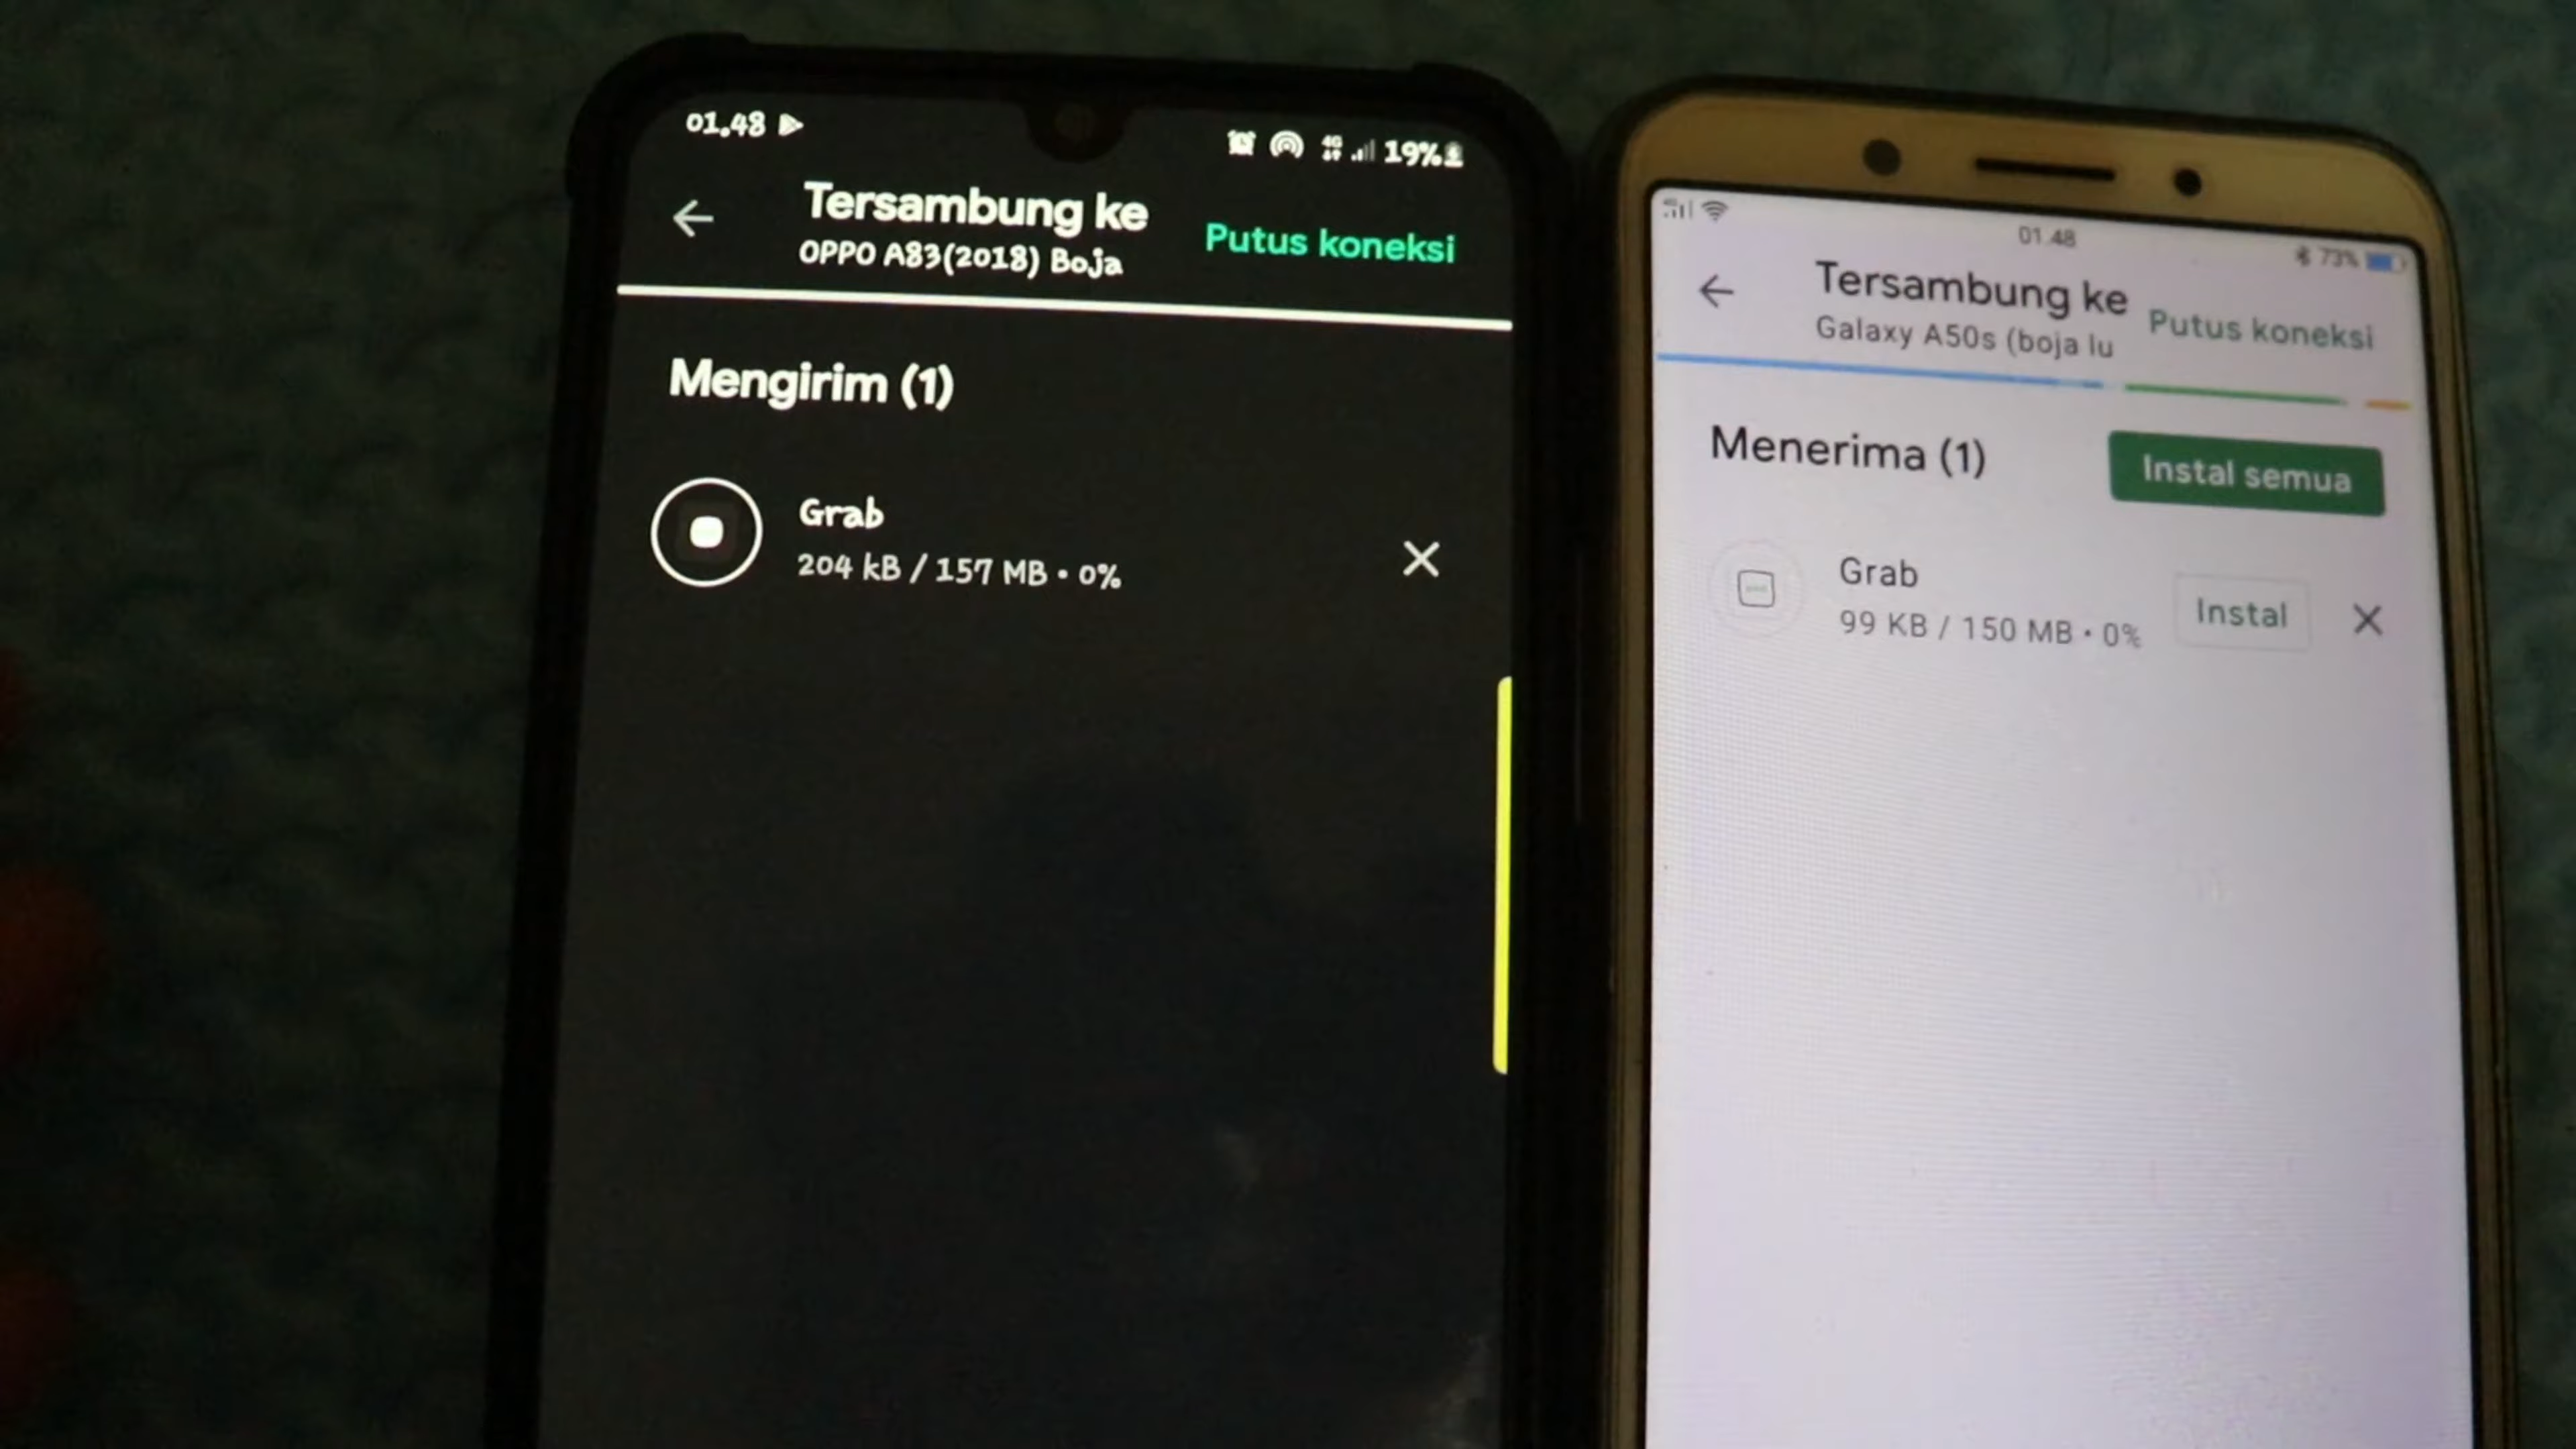 01.48
19%
Tersambung ke
OPPO A83(2018) Boja
Putus koneksi
Mengirim (1)
Grab
204 kB / 157 MB • 0%
01.48
73%
Tersambung ke
Galaxy A50s (boja lu
Putus koneksi
Menerima (1)
Instal semua
Grab
99 KB / 150 MB • 0%
Instal